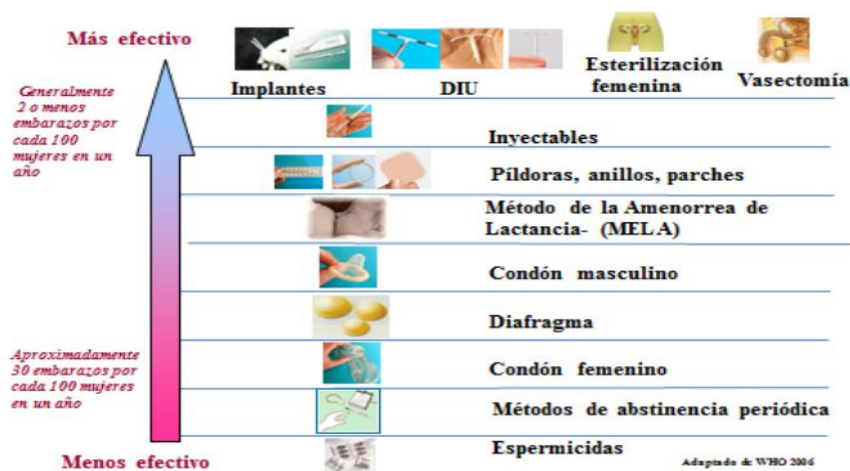 Más efectivo
Generalmente
2 o menos
embarazos por
cada 100
mujeres en un
año
Implantes
DIU
Esterilización
femenina
Vasectomía
Inyectables
Píldoras, anillos, parches
Método de la Amenorrea de
Lactancia- (MELA)
Condón masculino
Diafragma
Aproximadamente
30 embarazos por
cada 100 mujeres
en un año
Condón femenino
Métodos de abstinencia periódica
Espermicidas
Menos efectivo
Adaptado de WHO 2006